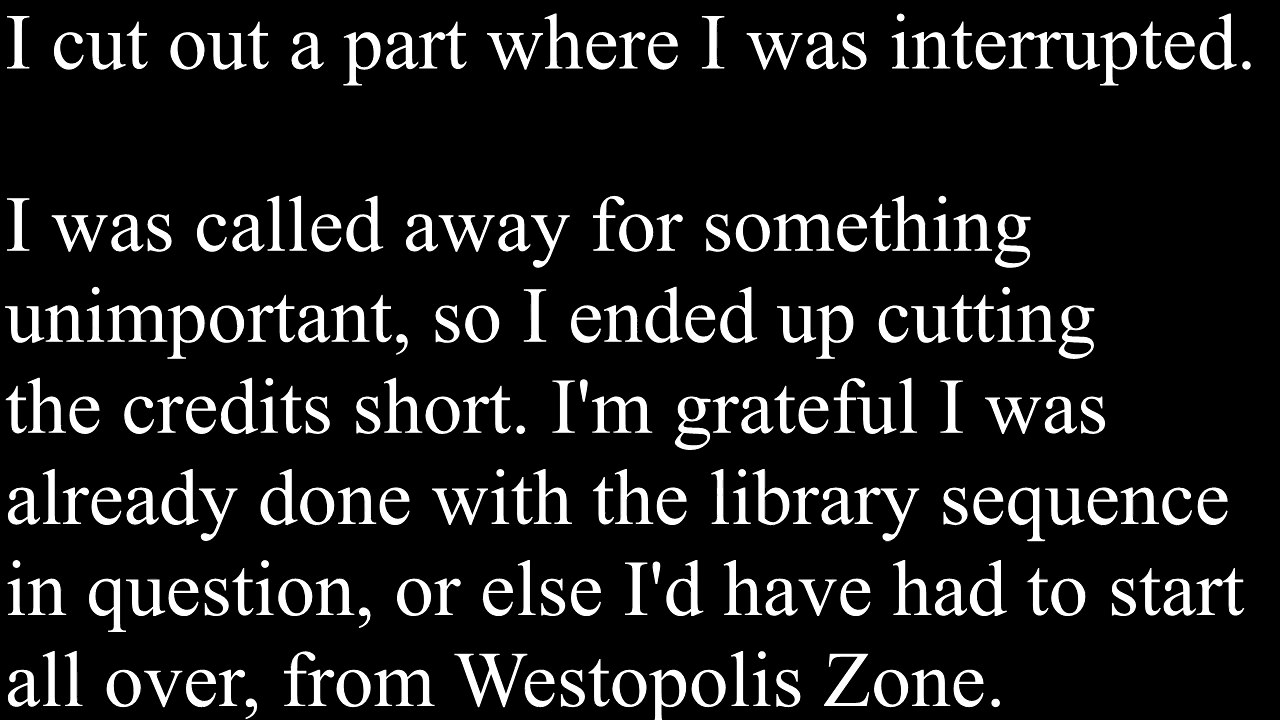 I cut out a part where I was interrupted.
I was called away for something
unimportant, so I ended up cutting
the credits short. I'm grateful I was
already done with the library sequence
in question, or else I'd have had to start
all over, from Westopolis Zone.